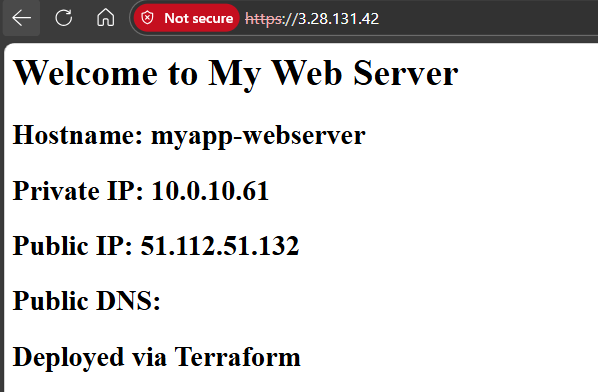 Not secure https://3.28.131.42
Welcome to My Web Server
Hostname: myapp-webserver
Private IP: 10.0.10.61
Public IP: 51.112.51.132
Public DNS:
Deployed via Terraform